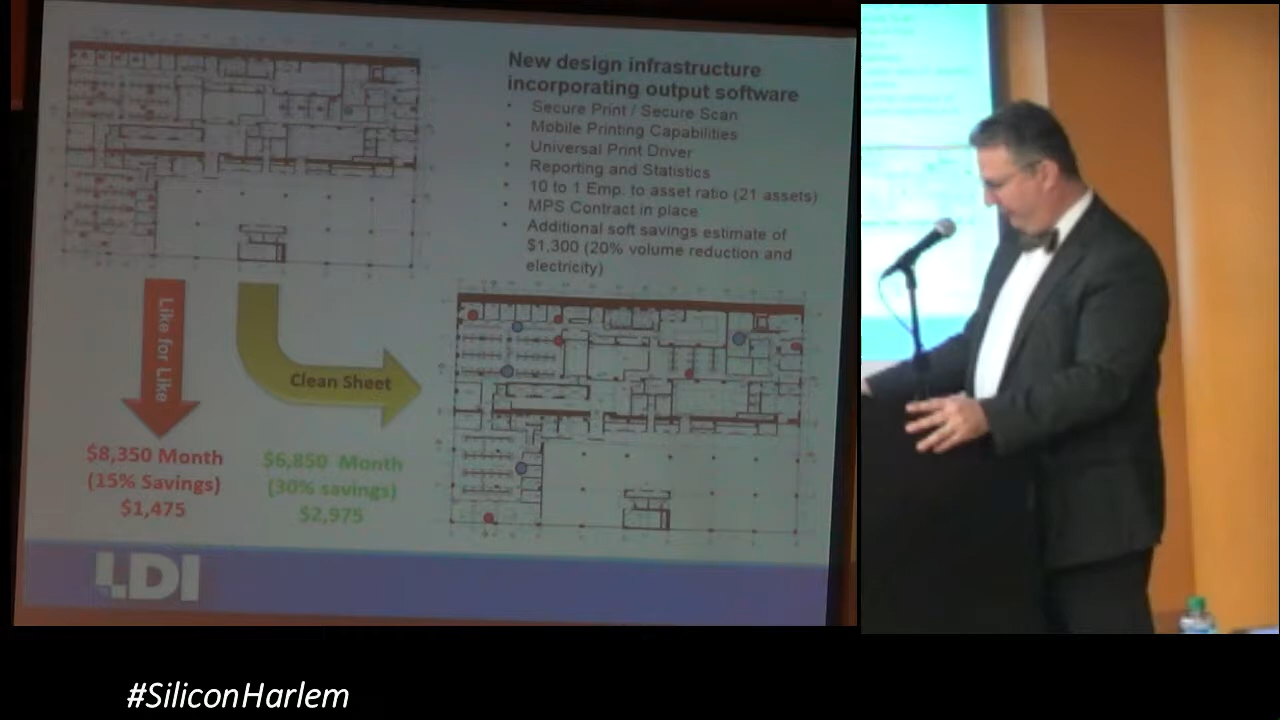 New design infrastructure
incorporating output software
• Secure Print / Secure Scan
• Mobile Printing Capabilities
• Universal Print Driver
• Reporting and Statistics
• 10 to 1 Emp. to asset ratio (21 assets)
• MPS Contract in place
• Additional soft savings estimate of
$1,300 (20% volume reduction and
electricity)
Like for Like
Clean Sheet
$8,350 Month
(15% Savings)
$1,475
$6,850 Month
(30% savings)
$2,975
LDI
#SiliconHarlem